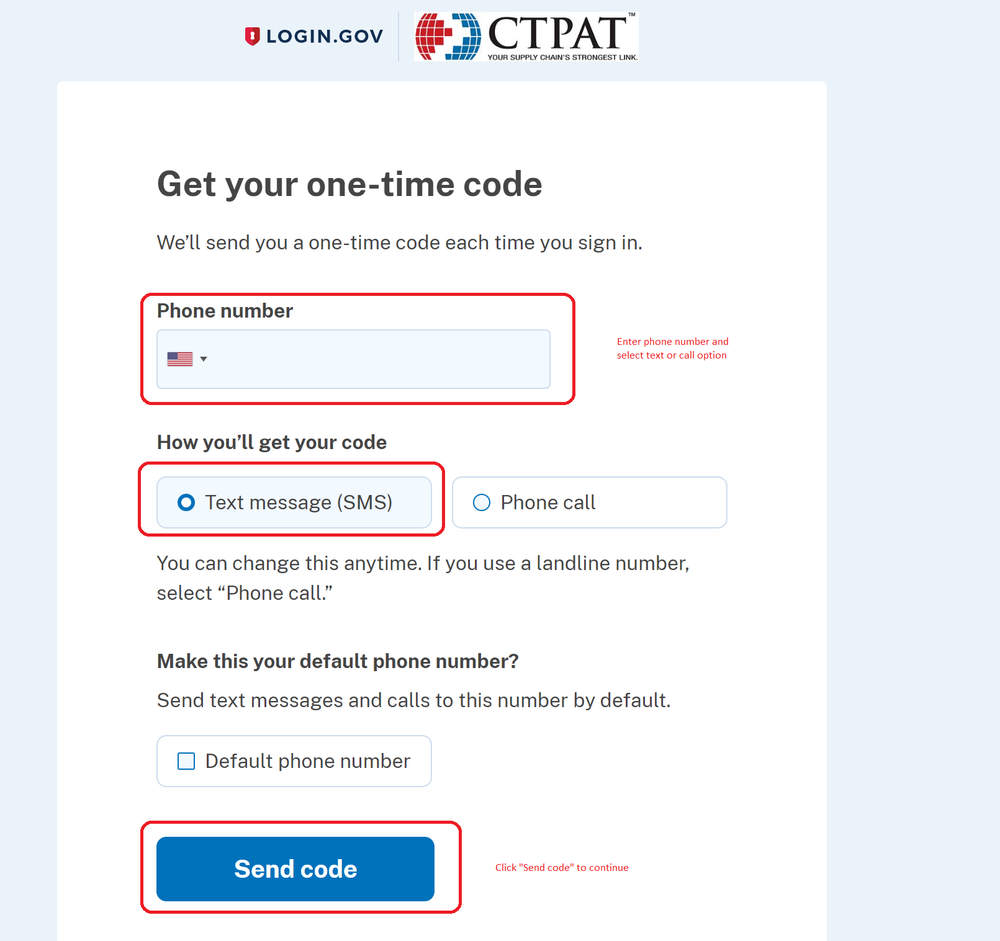 LOGIN.GOV
CTPAT™
YOUR SUPPLY CHAIN'S STRONGEST LINK.
Get your one-time code
We’ll send you a one-time code each time you sign in.
Phone number
Enter phone number and
select text or call option
How you’ll get your code
Text message (SMS)
Phone call
You can change this anytime. If you use a landline number,
select “Phone call.”
Make this your default phone number?
Send text messages and calls to this number by default.
Default phone number
Send code
Click "Send code" to continue